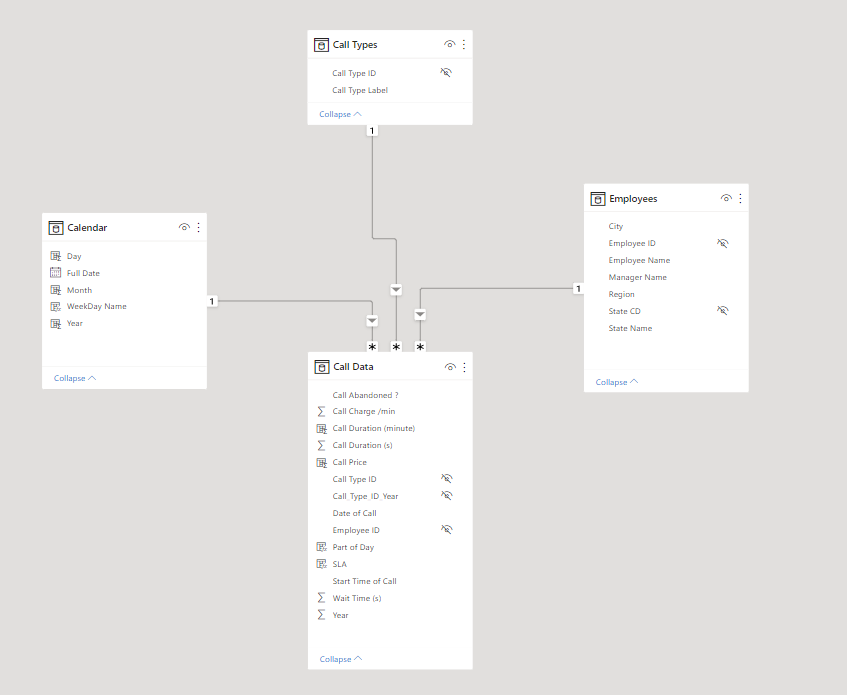 Call Types
Call Type ID
Call Type Label
Collapse
1
Employees
City
Employee ID
Employee Name
Manager Name
Region
State CD
State Name
Collapse
1
Calendar
Day
Full Date
Month
WeekDay Name
Year
Collapse
1
* * *
Call Data
Call Abandoned ?
Call Charge /min
Call Duration (minute)
Call Duration (s)
Call Price
Call Type ID
Call_Type_ID_Year
Date of Call
Employee ID
Part of Day
SLA
Start Time of Call
Wait Time (s)
Year
Collapse